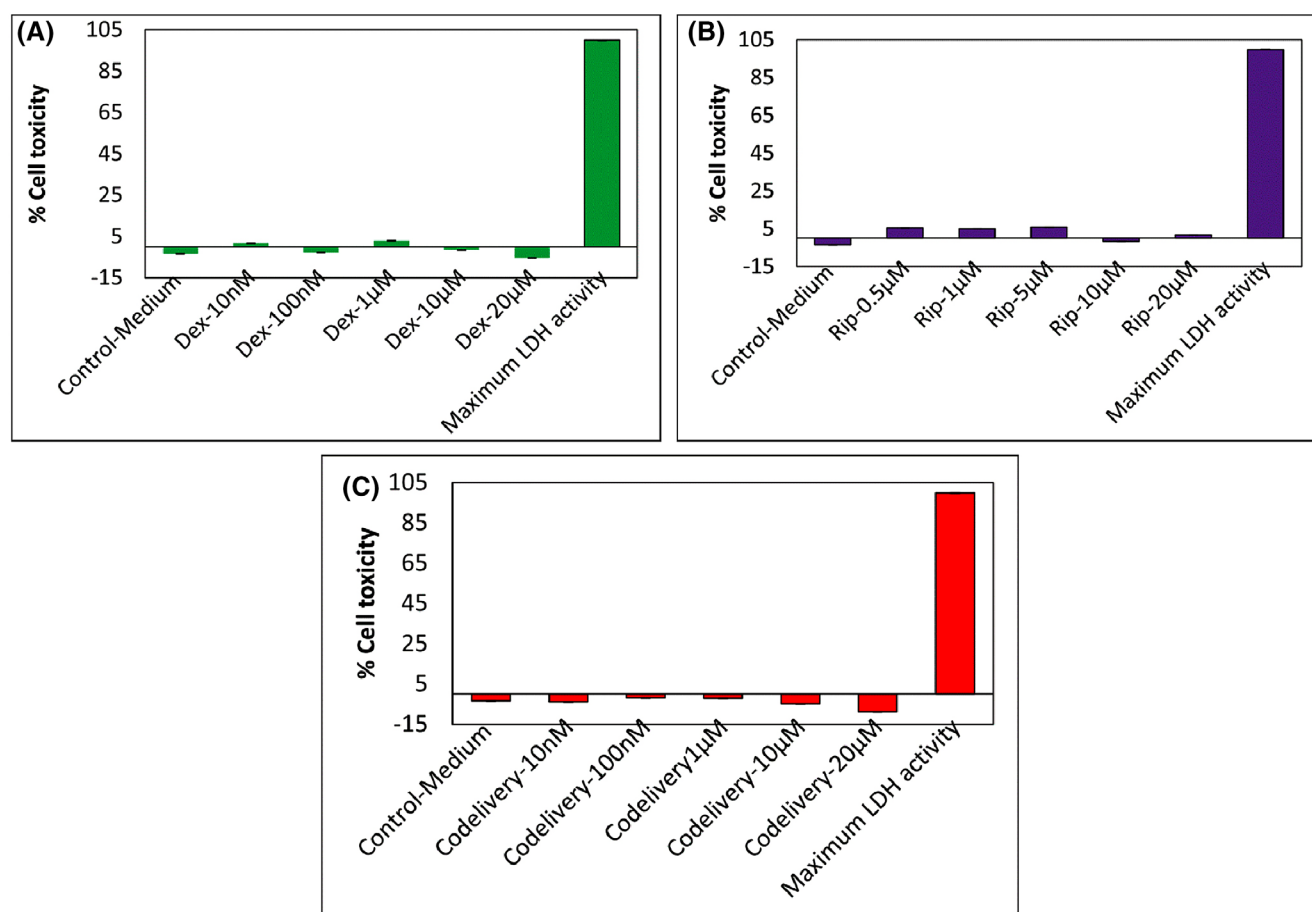 (A)
% Cell toxicity
105
85
65
45
25
5
-15
Control-Medium
Dex-10nM
Dex-100nM
Dex-1µM
Dex-10µM
Dex-20µM
Maximum LDH activity
(B)
% Cell toxicity
105
85
65
45
25
5
-15
Control-Medium
Rip-0.5µM
Rip-1µM
Rip-5µM
Rip-10µM
Rip-20µM
Maximum LDH activity
(C)
% Cell toxicity
105
85
65
45
25
5
-15
Control-Medium
Codelivery-10nM
Codelivery-100nM
Codelivery1µM
Codelivery-10µM
Codelivery-20µM
Maximum LDH activity